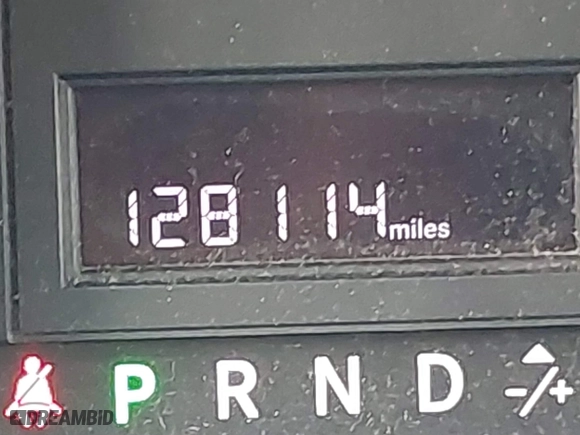 128114 miles
P R N D -/+
DREAMBID